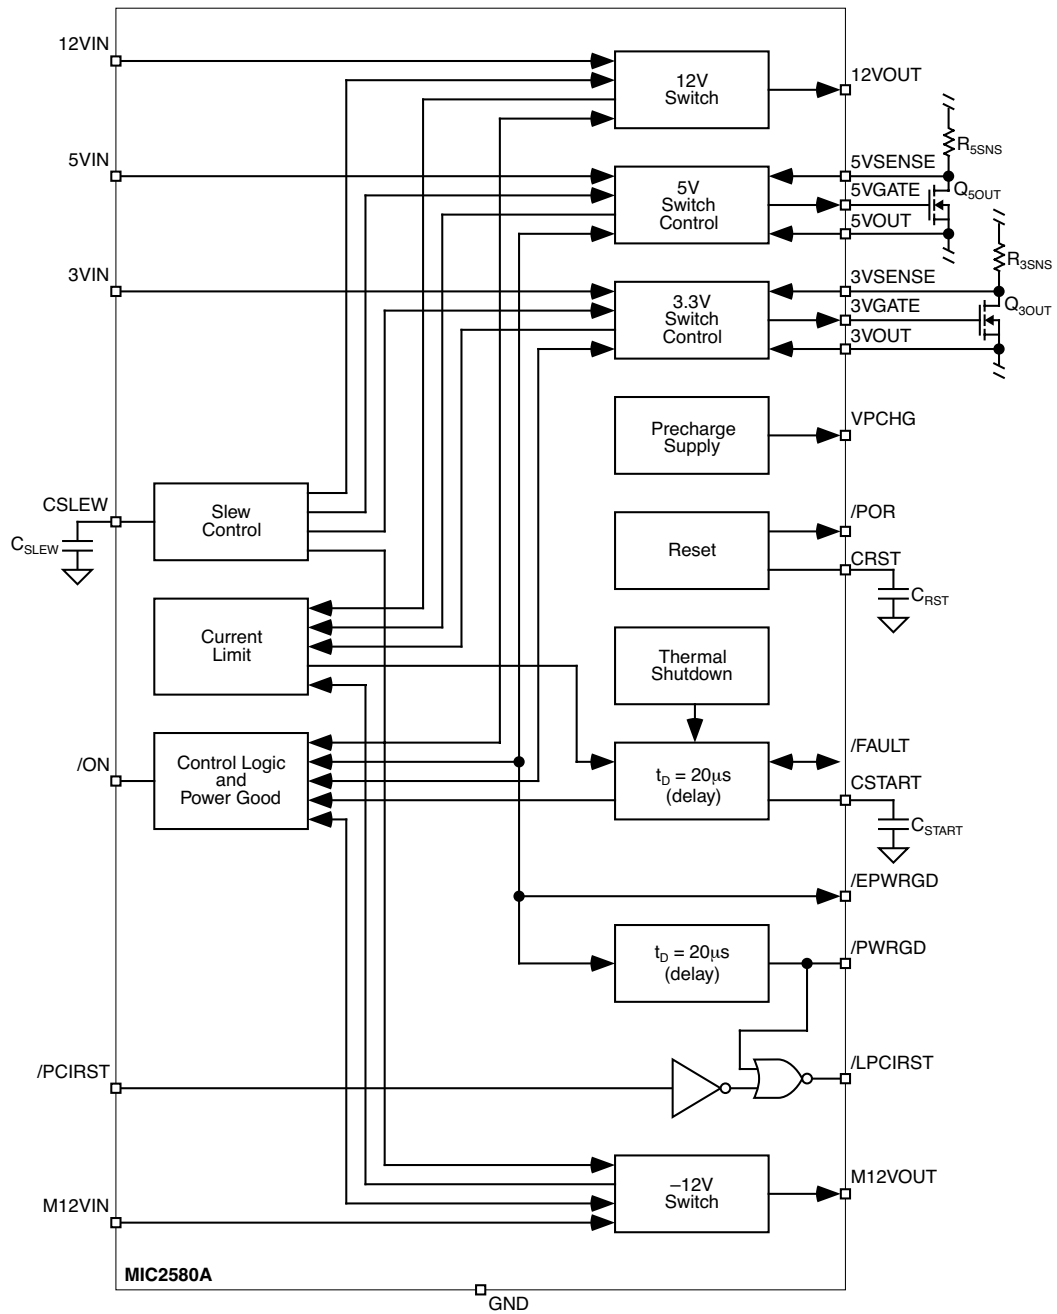 12VIN
12V
Switch
12VOUT
R5SNS
5VIN
5V
Switch
Control
5VSENSE
5VGATE
Q5OUT
5VOUT
R3SNS
3VIN
3.3V
Switch
Control
3VSENSE
3VGATE
Q3OUT
3VOUT
Precharge
Supply
VPCHG
CSLEW
CSLEW
Slew
Control
Reset
/POR
CRST
CRST
Current
Limit
Thermal
Shutdown
/ON
Control Logic
and
Power Good
tD = 20μs
(delay)
/FAULT
CSTART
CSTART
/EPWRGD
tD = 20μs
(delay)
/PWRGD
/PCIRST
/LPCIRST
–12V
Switch
M12VOUT
M12VIN
MIC2580A
GND